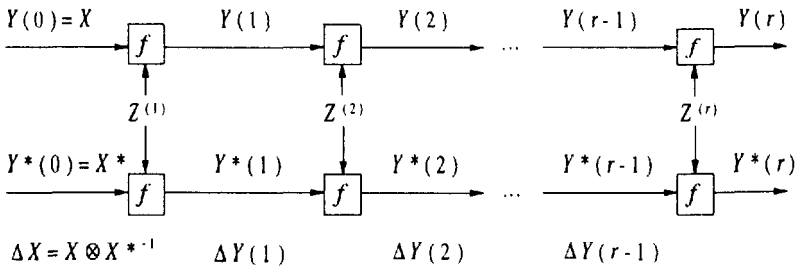 Y(0)=X f Y(1) f Y(2) ... Y(r-1) f Y(r)
Z(1) Z(2) Z(r)
Y*(0)=X* f Y*(1) f Y*(2) ... Y*(r-1) f Y*(r)
ΔX=X⊗X*-1 ΔY(1) ΔY(2) ΔY(r-1)